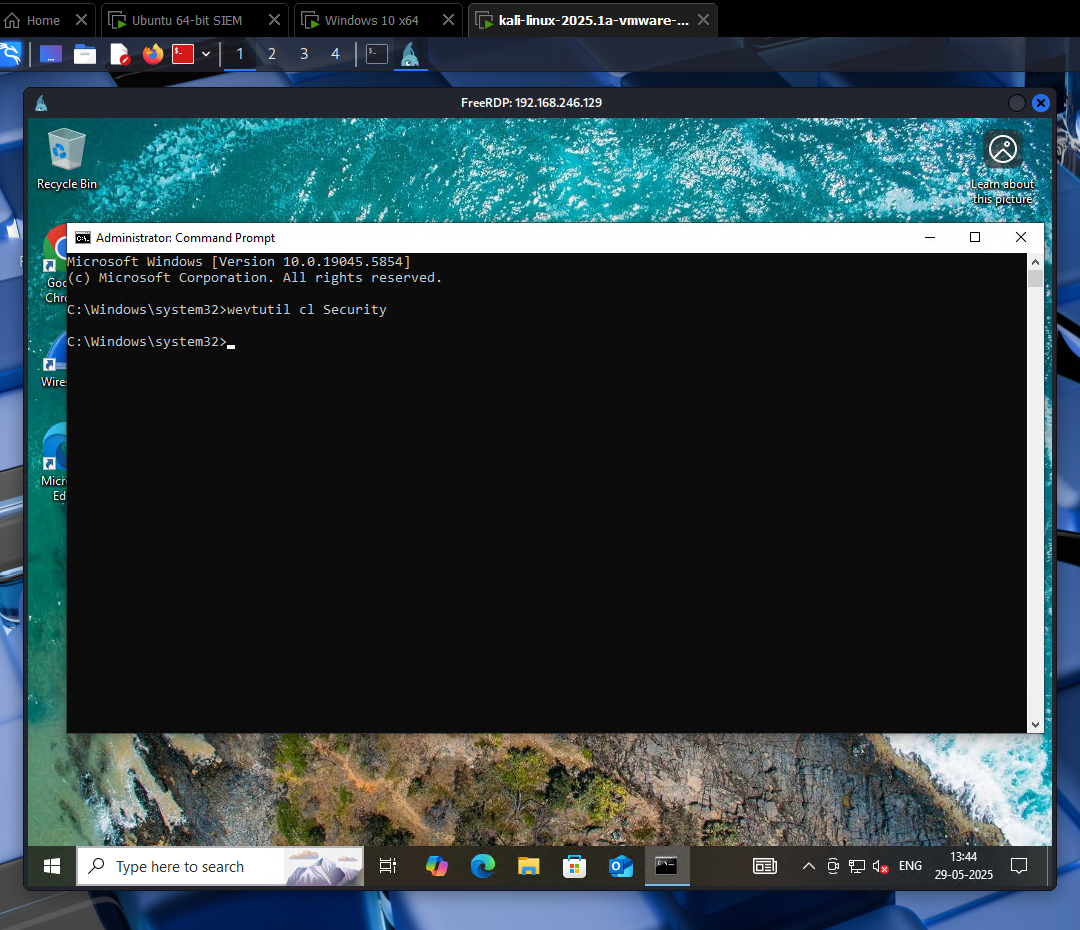 Home
Ubuntu 64-bit SIEM
Windows 10 x64
kali-linux-2025.1a-vmware-...
1 2 3 4
FreeRDP: 192.168.246.129
Recycle Bin
Learn about
this picture
Administrator: Command Prompt
Microsoft Windows [Version 10.0.19045.5854]
(c) Microsoft Corporation. All rights reserved.
Goo
Chr
C:\Windows\system32>wevtutil cl Security
C:\Windows\system32>
Wire
Micr
Ed
Type here to search
ENG
13:44
29-05-2025